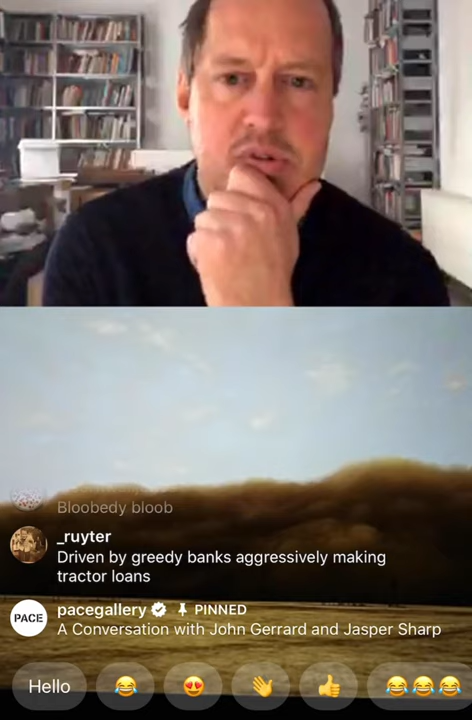 Bloobedy bloob
_ruyter
Driven by greedy banks aggressively making
tractor loans
PACE
pacegallery PINNED
A Conversation with John Gerrard and Jasper Sharp
Hello